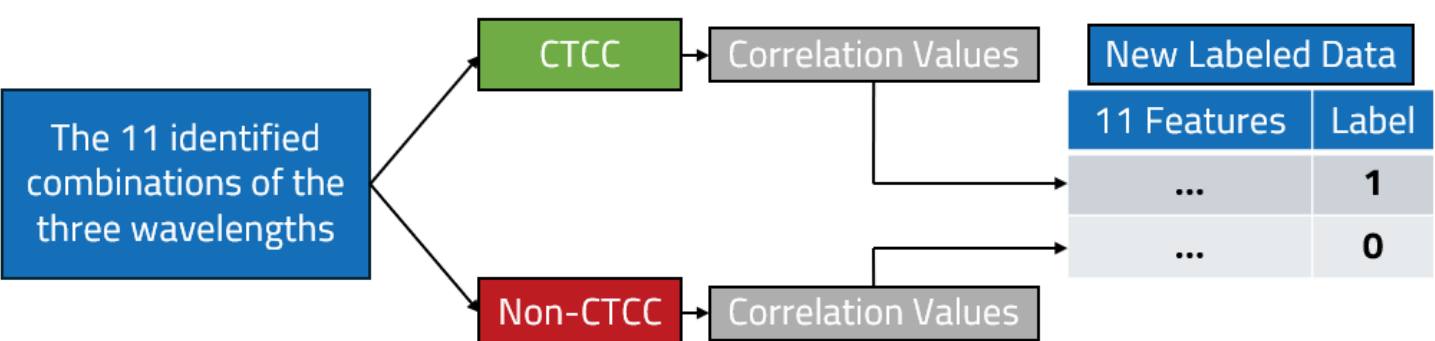 The 11 identified
combinations of the
three wavelengths
CTCC
Correlation Values
Non-CTCC
Correlation Values
New Labeled Data
11 Features Label
... 1
... 0